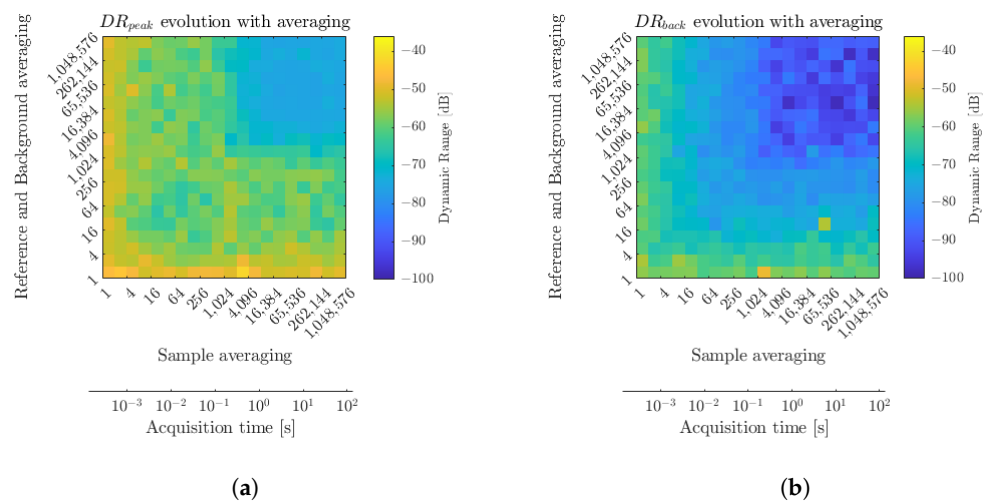 DR_peak evolution with averaging
Reference and Background averaging
1,048,576
262,144
65,536
16,384
4,096
1,024
256
64
16
4
1
1 4 16 64 256 1,024 4,096 16,384 65,536 262,144 1,048,576
Sample averaging
−40
−50
−60
−70
−80
−90
−100
Dynamic Range [dB]
10^−3 10^−2 10^−1 10^0 10^1 10^2
Acquisition time [s]
(a)
DR_back evolution with averaging
Reference and Background averaging
1,048,576
262,144
65,536
16,384
4,096
1,024
256
64
16
4
1
1 4 16 64 256 1,024 4,096 16,384 65,536 262,144 1,048,576
Sample averaging
−40
−50
−60
−70
−80
−90
−100
Dynamic Range [dB]
10^−3 10^−2 10^−1 10^0 10^1 10^2
Acquisition time [s]
(b)